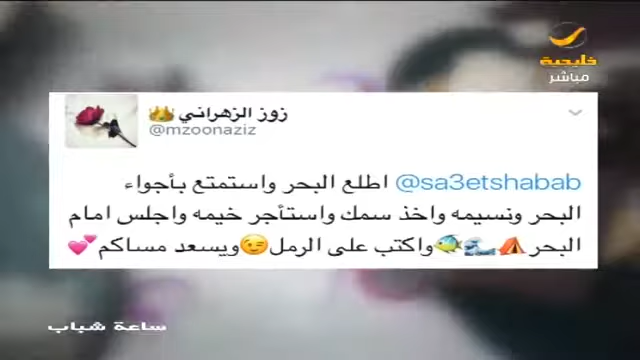 خليجية
مباشر
زوز الزهراني 👑
@mzoonaziz
@sa3etshabab اطلع البحر واستمتع بأجواء
البحر ونسيمه واخذ سمك واستأجر خيمه واجلس امام
البحر⛺🌊🐠واكتب على الرمل😉ويسعد مساكم💕
ساعة شباب